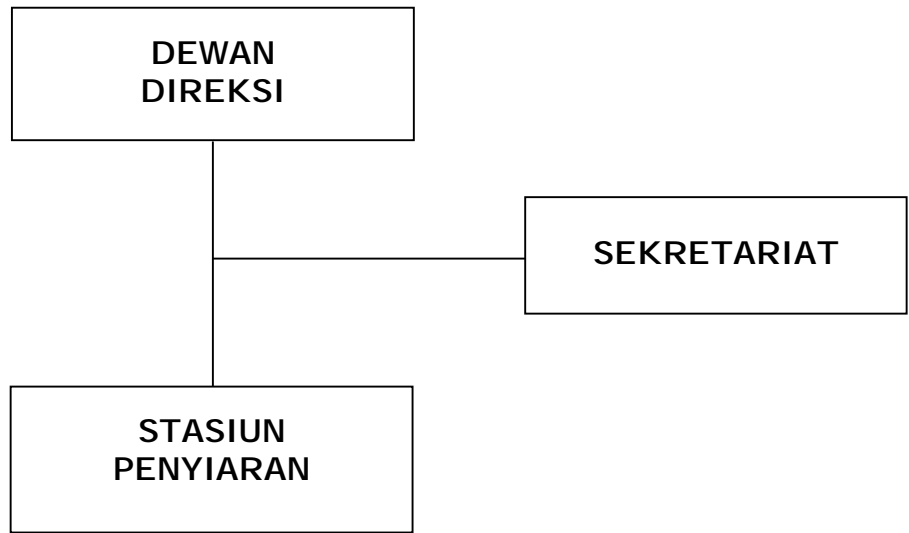 DEWAN
DIREKSI
SEKRETARIAT
STASIUN
PENYIARAN